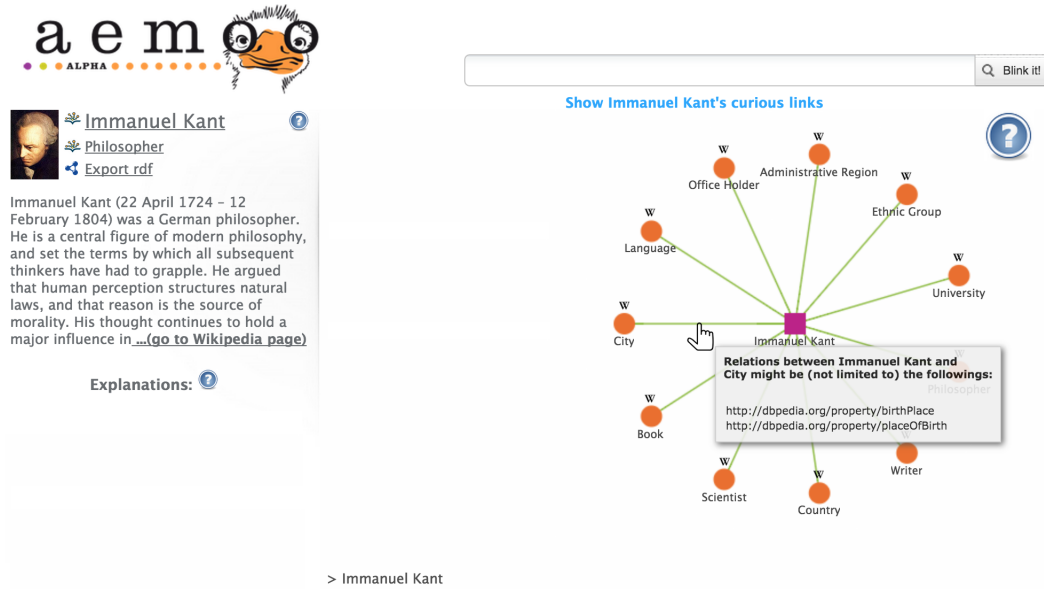 aemoo
ALPHA
Blink it!
Show Immanuel Kant's curious links
Immanuel Kant
?
Philosopher
Export rdf
Immanuel Kant (22 April 1724 – 12
February 1804) was a German philosopher.
He is a central figure of modern philosophy,
and set the terms by which all subsequent
thinkers have had to grapple. He argued
that human perception structures natural
laws, and that reason is the source of
morality. His thought continues to hold a
major influence in ...(go to Wikipedia page)
Explanations: ?
?
W
Administrative Region
W
Office Holder
W
Ethnic Group
W
Language
W
University
W
City
Immanuel Kant
Relations between Immanuel Kant and
City might be (not limited to) the followings:
http://dbpedia.org/property/birthPlace
http://dbpedia.org/property/placeOfBirth
W
Philosopher
W
Book
W
Writer
W
Scientist
W
Country
> Immanuel Kant